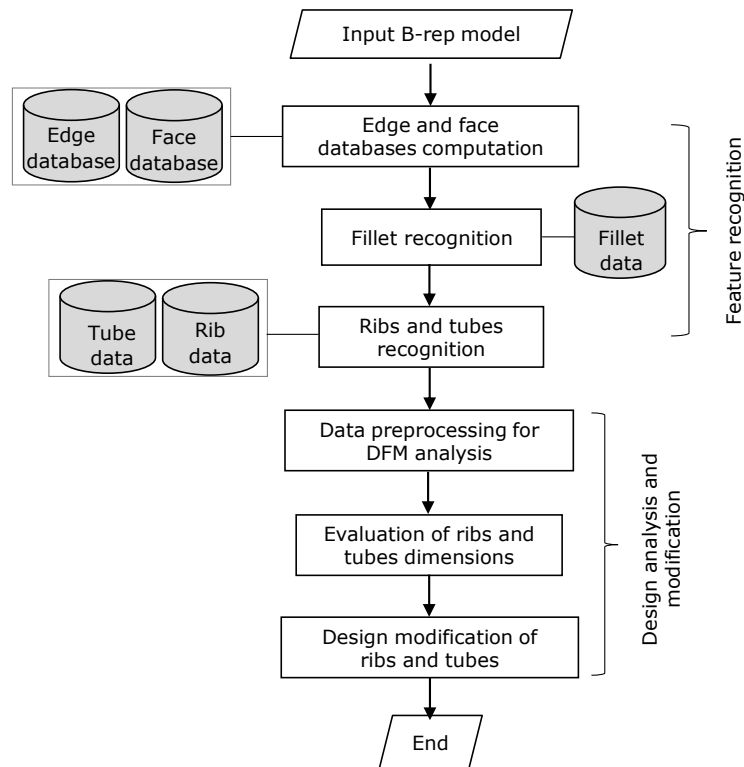 Input B-rep model
Edge
database
Face
database
Edge and face
databases computation
Fillet recognition
Fillet
data
Feature recognition
Tube
data
Rib
data
Ribs and tubes
recognition
Data preprocessing for
DFM analysis
Evaluation of ribs and
tubes dimensions
Design analysis and
modification
Design modification of
ribs and tubes
End